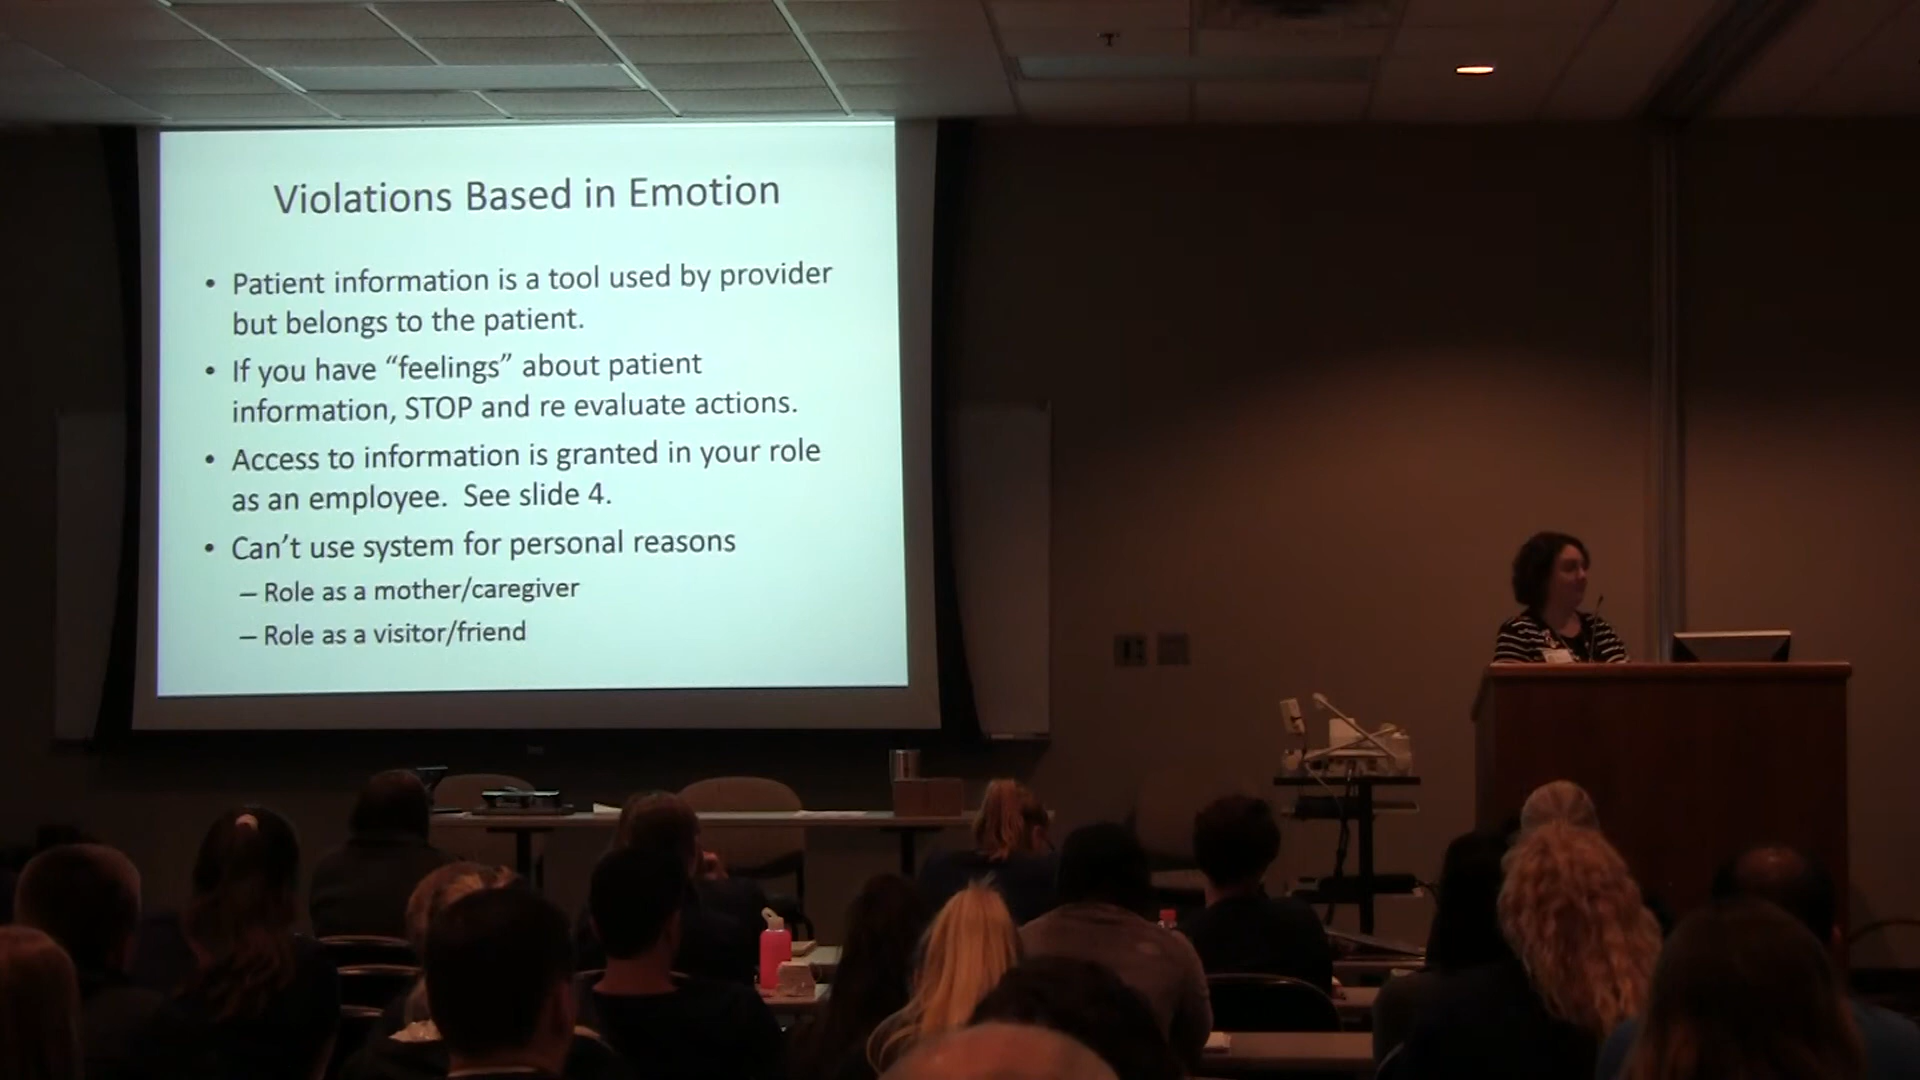 Violations Based in Emotion
• Patient information is a tool used by provider
but belongs to the patient.
• If you have “feelings” about patient
information, STOP and re evaluate actions.
• Access to information is granted in your role
as an employee.  See slide 4.
• Can’t use system for personal reasons
– Role as a mother/caregiver
– Role as a visitor/friend